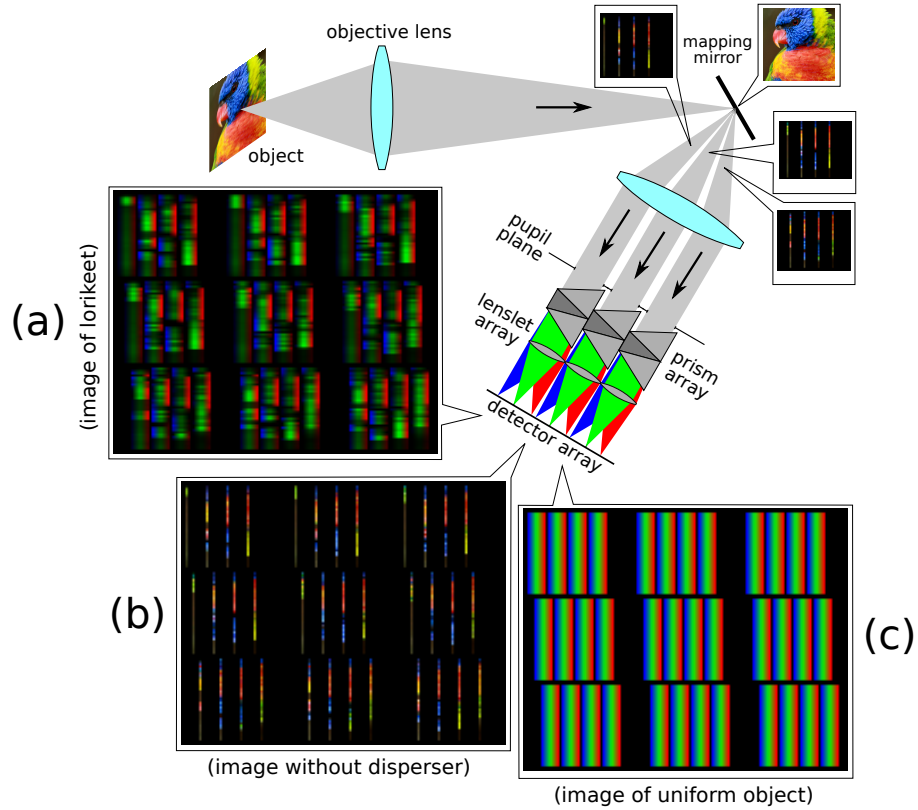 objective lens
mapping
mirror
object
pupil
plane
lenslet
array
prism
array
detector array
(a)
(image of lorikeet)
(b)
(image without disperser)
(c)
(image of uniform object)